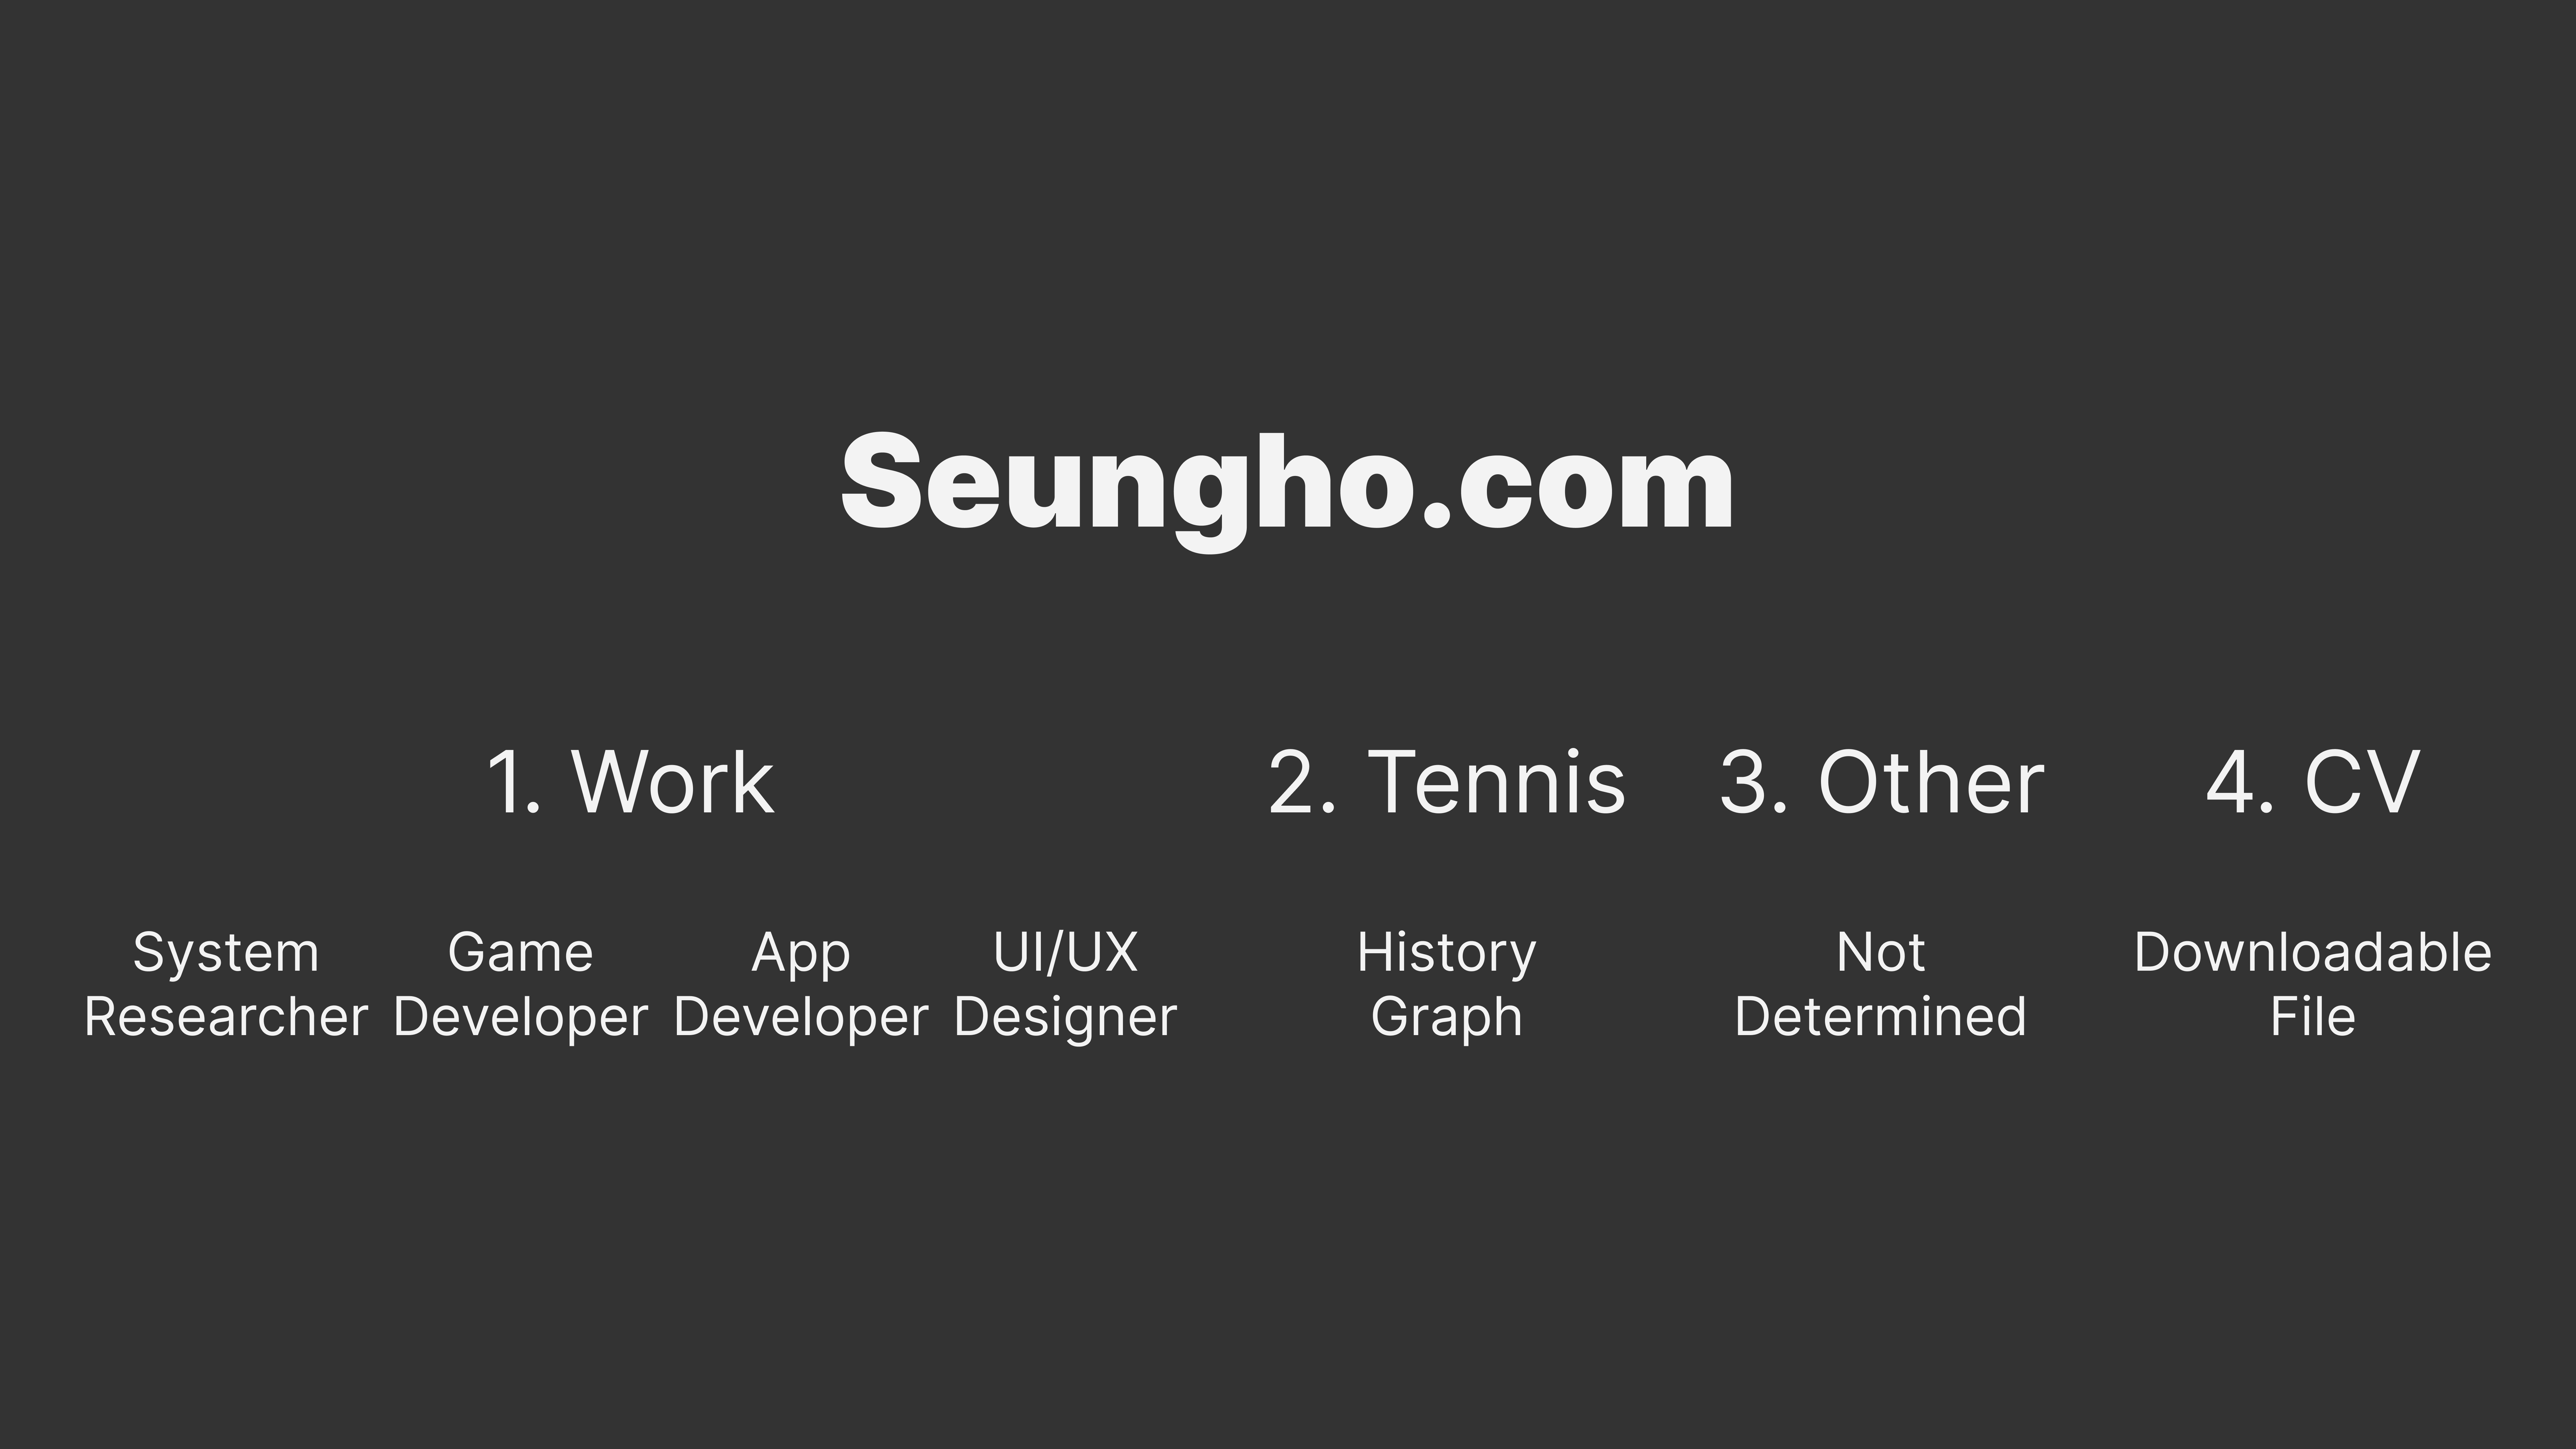 Seungho.com
1. Work
2. Tennis
3. Other
4. CV
System
Researcher
Game
Developer
App
Developer
UI/UX
Designer
History
Graph
Not
Determined
Downloadable
File